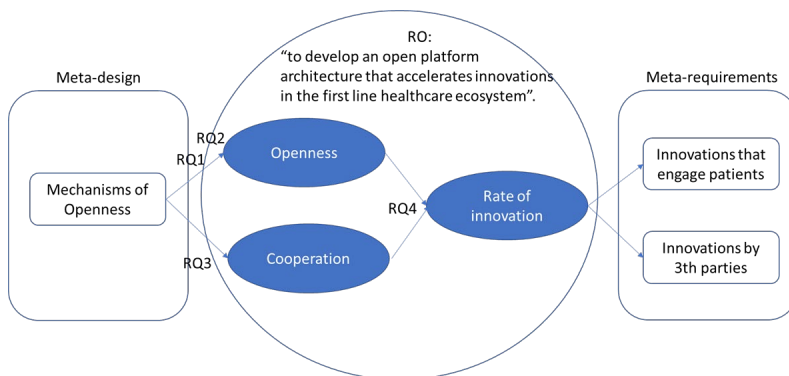 RO:
“to develop an open platform
architecture that accelerates innovations
in the first line healthcare ecosystem”.
Meta-design
Meta-requirements
RQ2
RQ1
Openness
Mechanisms of
Openness
RQ3
Cooperation
RQ4
Rate of
innovation
Innovations that
engage patients
Innovations by
3th parties